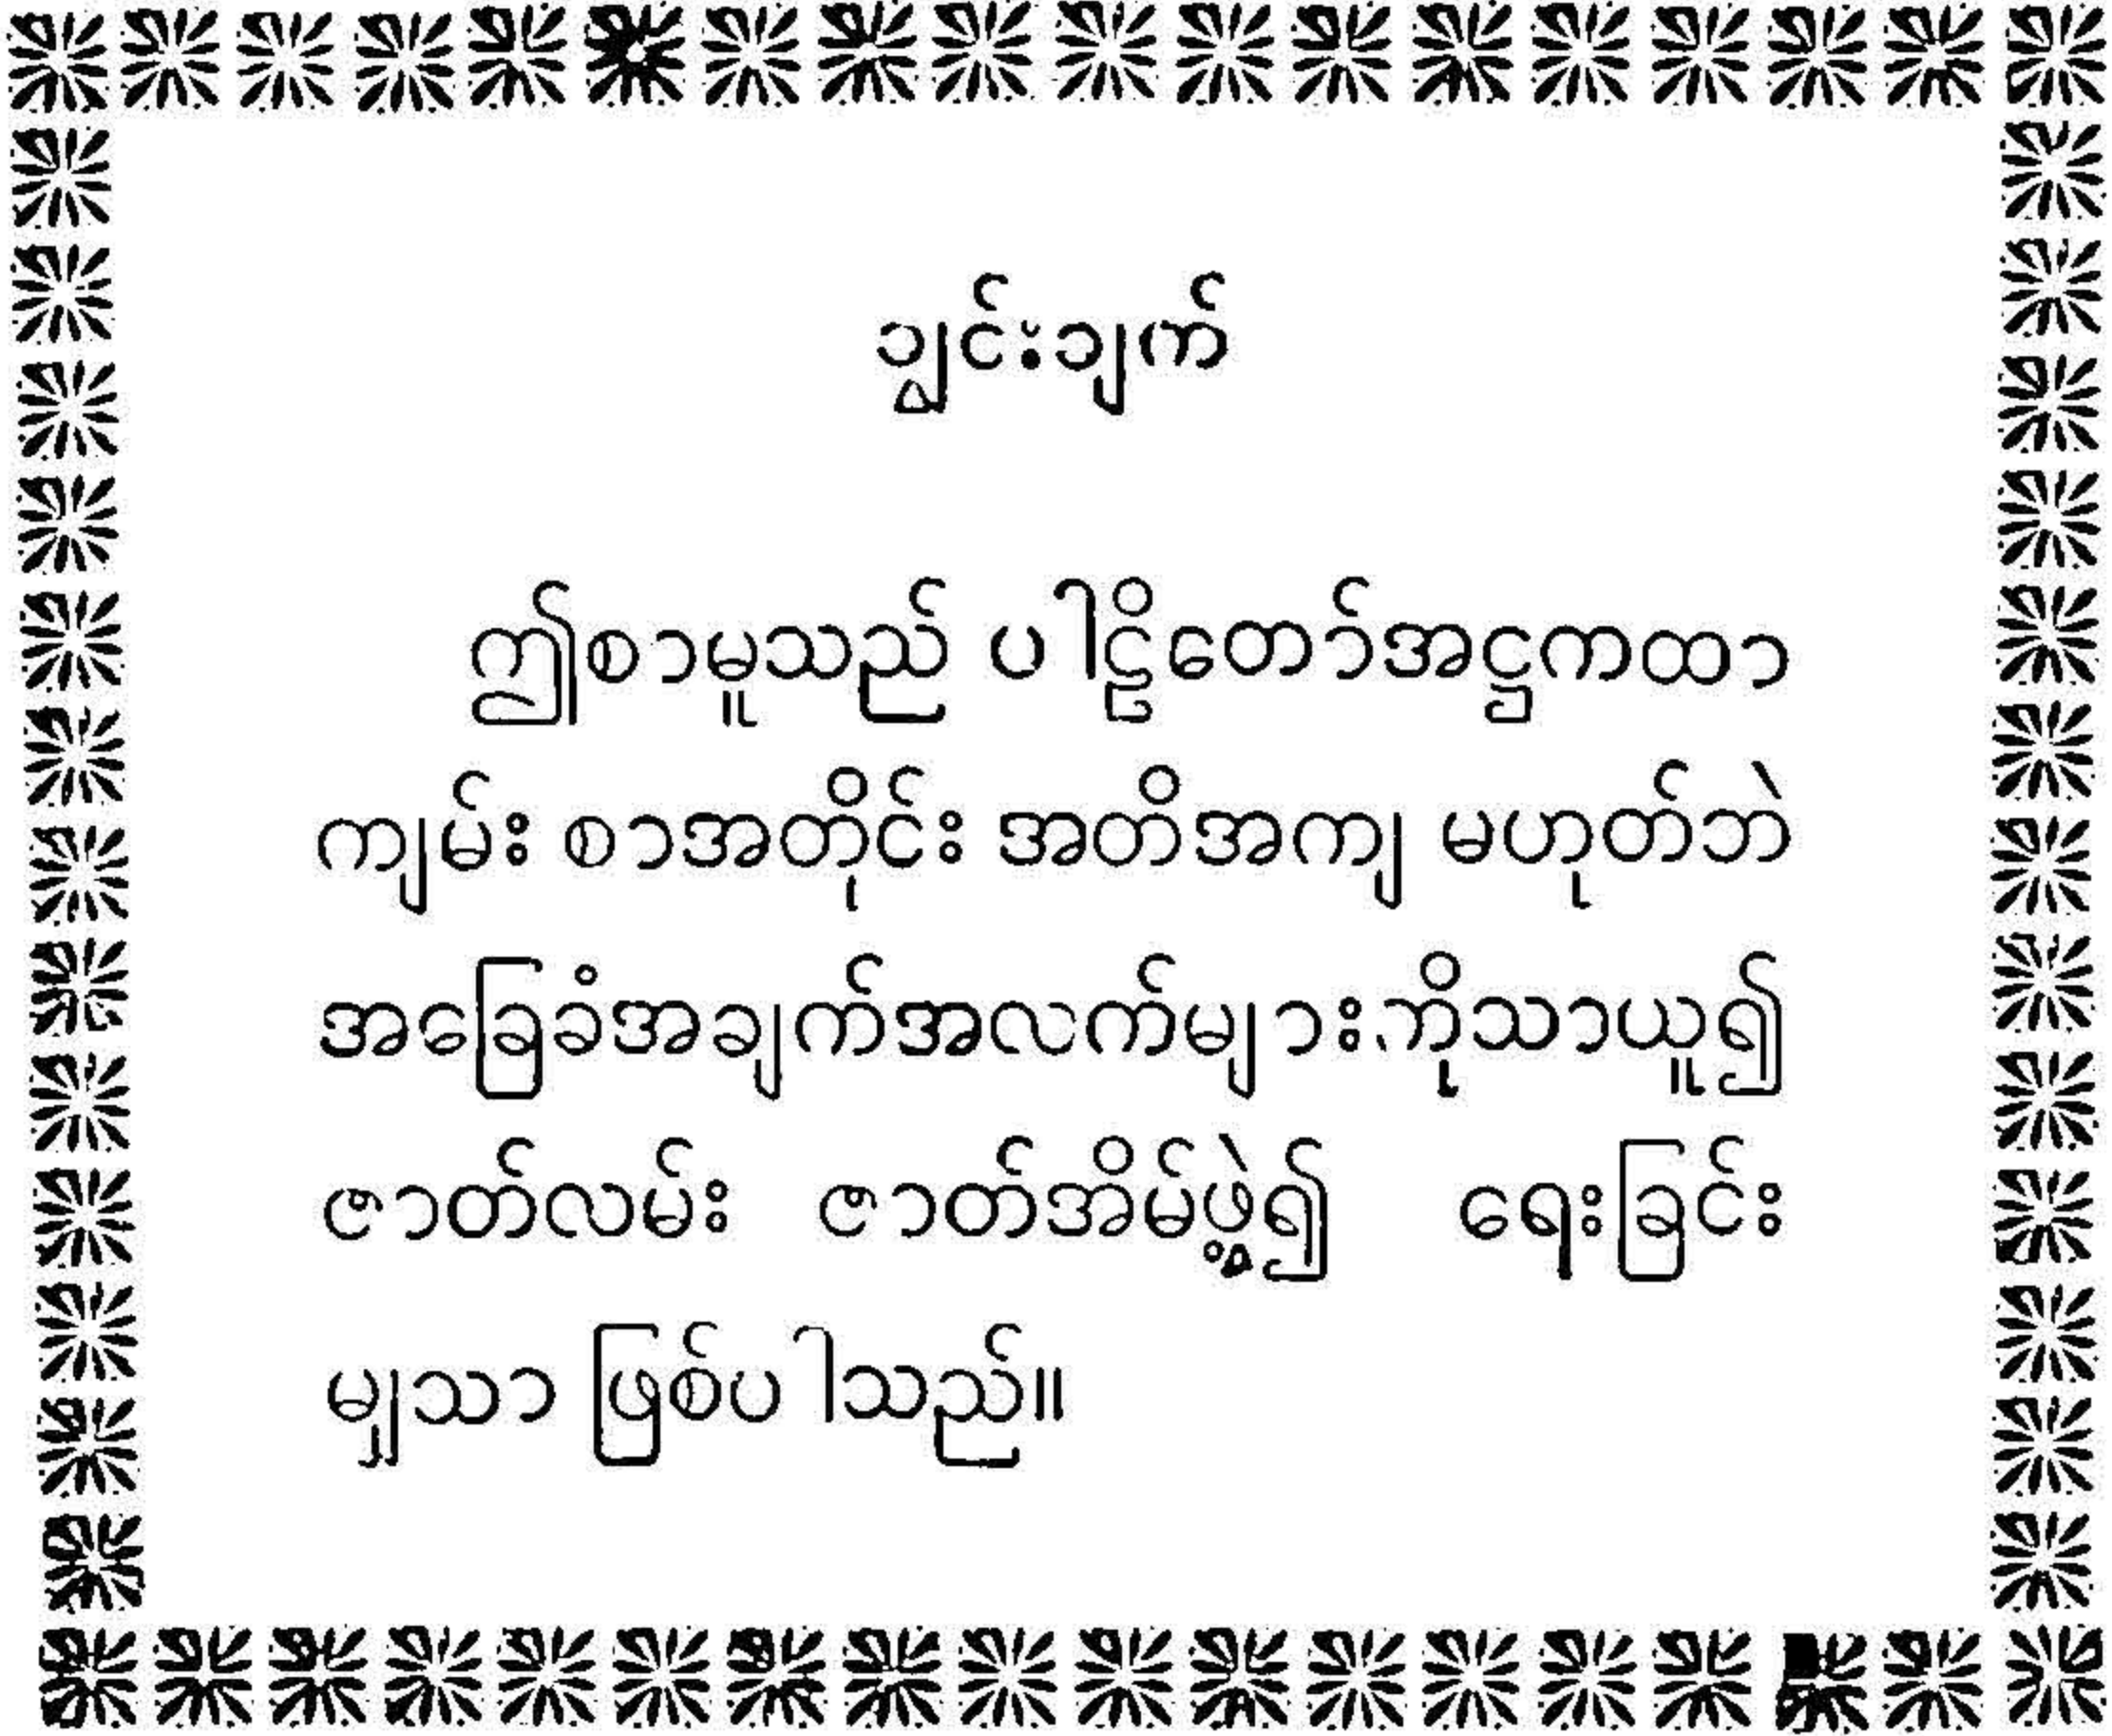 ချွင်းချက်
ဤစာမူသည် ပါဠိတော်အဋ္ဌကထာ
ကျမ်း စာအတိုင်း အတိအကျ မဟုတ်ဘဲ
အခြေခံအချက်အလက်များကိုသာယူ၍
ဇာတ်လမ်း ဇာတ်အိမ်ဖွဲ့၍ ရေးခြင်း
မျှသာ ဖြစ်ပါသည်။